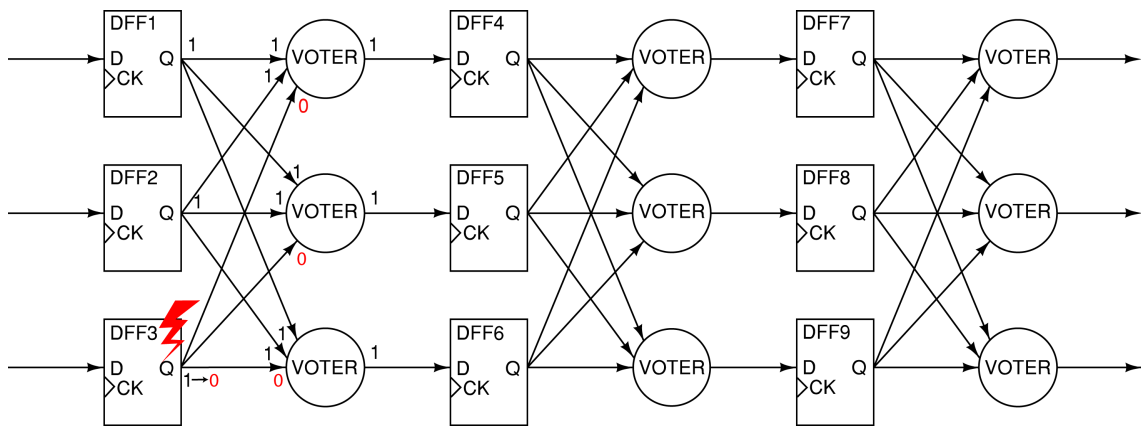 DFF1 DFF4 DFF7
1 1 1
D Q VOTER D Q VOTER D Q VOTER
CK 1 CK CK
0
DFF2 DFF5 DFF8
1
1 1 1
D Q VOTER D Q VOTER D Q VOTER
CK CK CK
0
DFF3 DFF6 DFF9
1
1 1
D Q VOTER D Q VOTER D Q VOTER
CK 1→0 0 CK CK